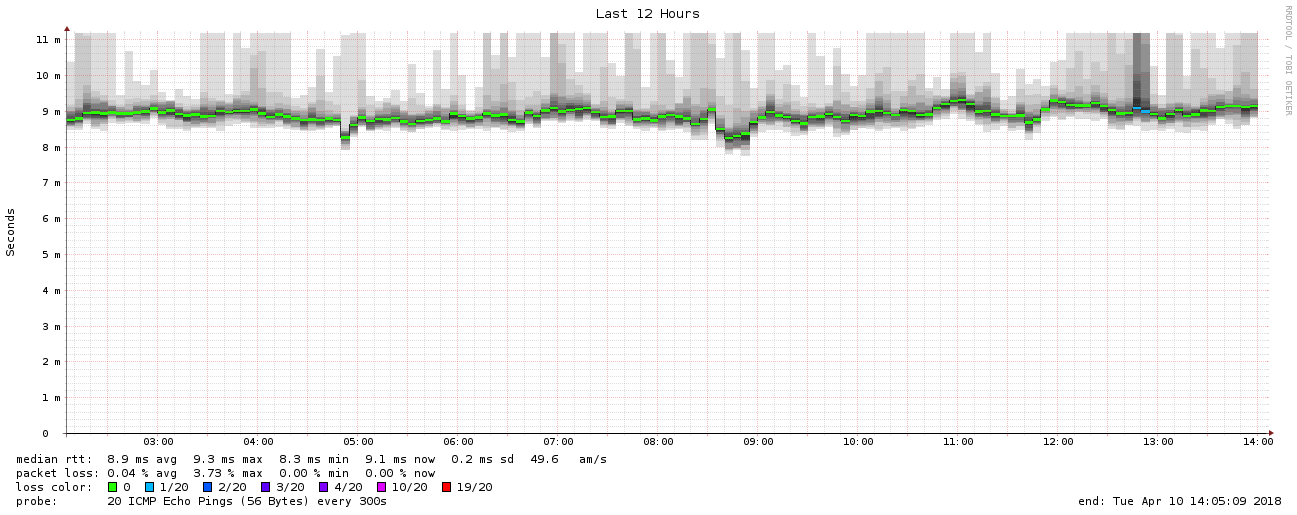 Last 12 Hours
RRDTOOL / TOBI OETIKER
Seconds
11 m
10 m
9 m
8 m
7 m
6 m
5 m
4 m
3 m
2 m
1 m
0
03:00 04:00 05:00 06:00 07:00 08:00 09:00 10:00 11:00 12:00 13:00 14:00
median rtt: 8.9 ms avg 9.3 ms max 8.3 ms min 9.1 ms now 0.2 ms sd 49.6 am/s
packet loss: 0.04 % avg 3.73 % max 0.00 % min 0.00 % now
loss color: 0 1/20 2/20 3/20 4/20 10/20 19/20
probe: 20 ICMP Echo Pings (56 Bytes) every 300s end: Tue Apr 10 14:05:09 2018